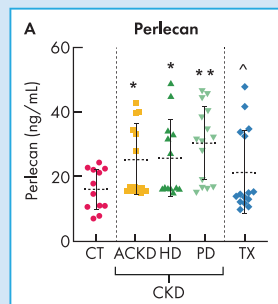 A Perlecan
Perlecan (ng/mL)
60
40
20
0
* * ** ^
CT ACKD HD PD TX
CKD